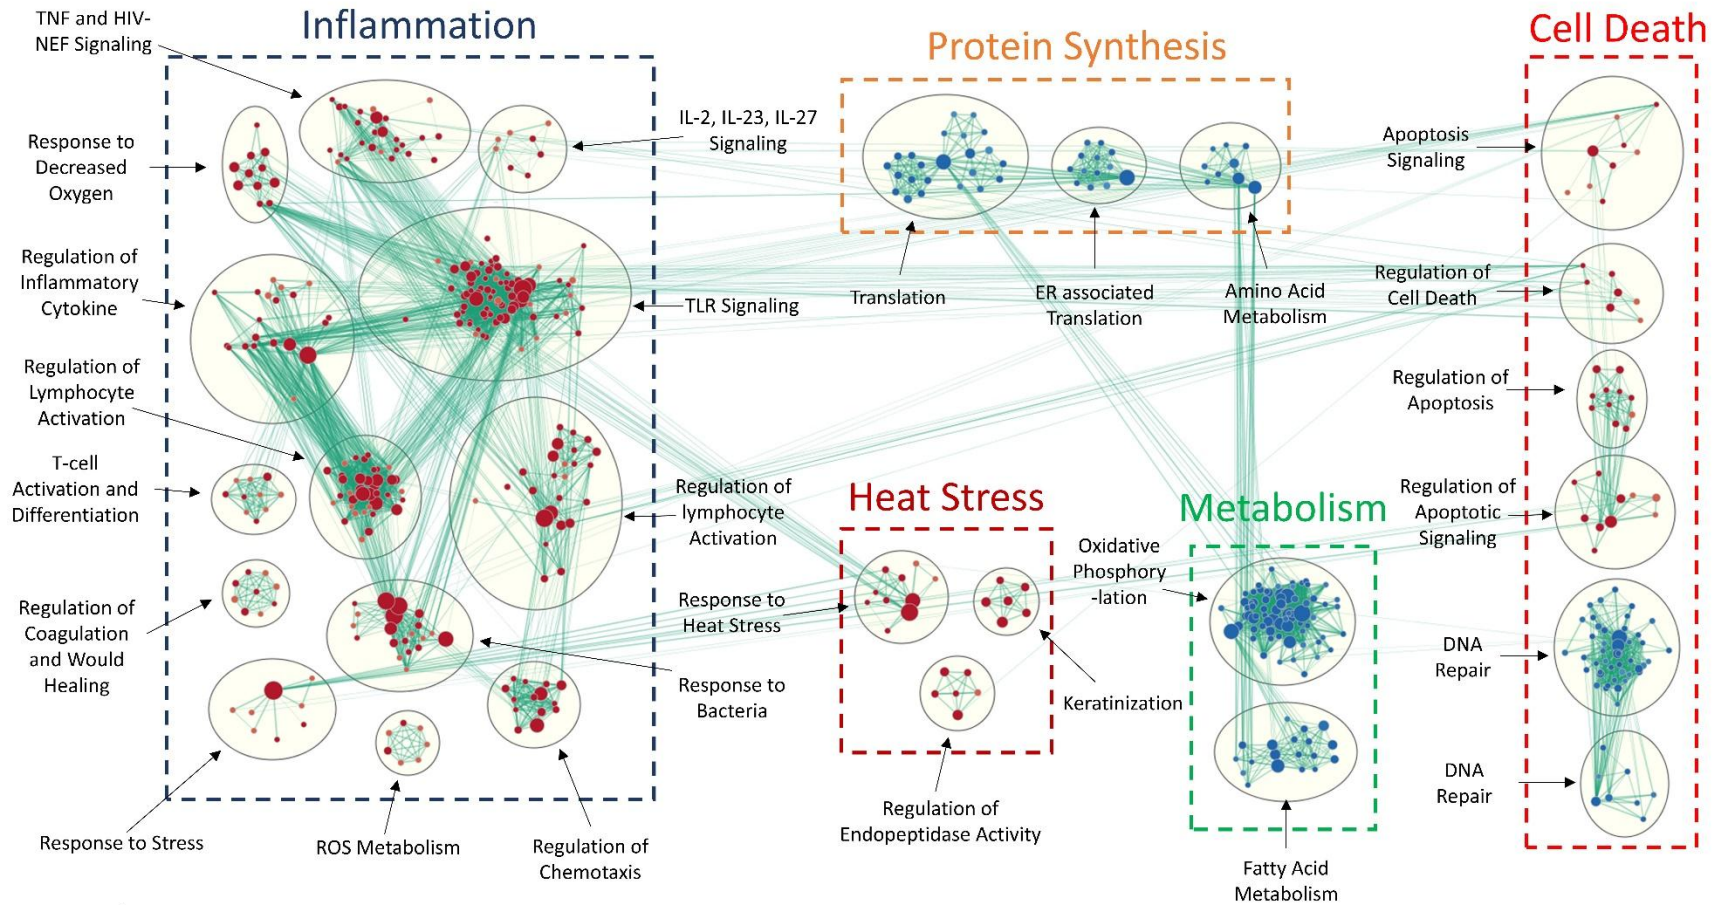 Inflammation
Protein Synthesis
Cell Death
TNF and HIV-
NEF Signaling
Response to
Decreased
Oxygen
Regulation of
Inflammatory
Cytokine
Regulation of
Lymphocyte
Activation
T-cell
Activation and
Differentiation
Regulation of
Coagulation
and Would
Healing
Response to Stress
ROS Metabolism
Regulation of
Chemotaxis
IL-2, IL-23, IL-27
Signaling
TLR Signaling
Regulation of
lymphocyte
Activation
Response to
Heat Stress
Response to
Bacteria
Translation
ER associated
Translation
Amino Acid
Metabolism
Heat Stress
Keratinization
Regulation of
Endopeptidase Activity
Metabolism
Oxidative
Phosphory
-lation
Fatty Acid
Metabolism
Apoptosis
Signaling
Regulation of
Cell Death
Regulation of
Apoptosis
Regulation of
Apoptotic
Signaling
DNA
Repair
DNA
Repair